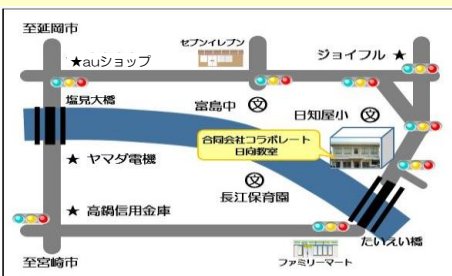 至延岡市
セブンイレブン
★auショップ
ジョイフル ★
塩見大橋
富島中
文
日知屋小
文
合同会社コラボレート
日向教室
★ ヤマダ電機
文
長江保育園
★ 高鍋信用金庫
たいえい橋
至宮崎市
ファミリーマート